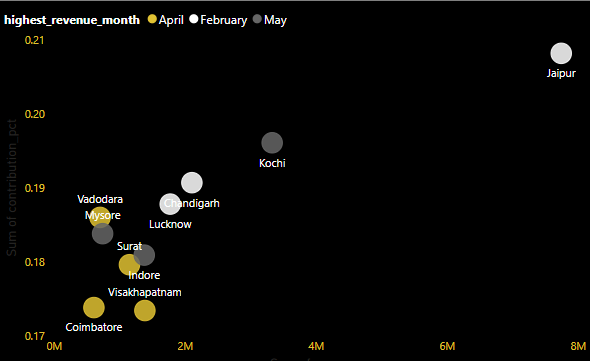 highest_revenue_month April February May
0.21
Jaipur
0.20
Kochi
0.19
Vadodara
Chandigarh
Mysore
Lucknow
Surat
0.18
Indore
Visakhapatnam
Coimbatore
0.17
0M 2M 4M 6M 8M
Sum of contribution_pct